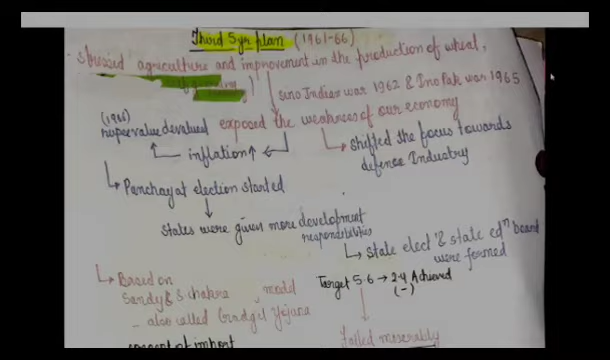 Third 5yr plan (1961-66)
- stressed agriculture and improvement in the production of wheat,
sino Indian war 1962 & Indo Pak war 1965
(1966)
rupee value devalued exposed the weakness of our economy
inflation↑
↳ shifted the focus towards
defence Industry
↳ Panchayat election started
States were given more development
responsibilities
↳ State elect & state edⁿ board
were formed
↳ Based on
Sandy & S. chakra model
- also called Gadgil Yojana
Target 5.6 → 2.4 Achieved
(-)
Failed miserably
concept of import